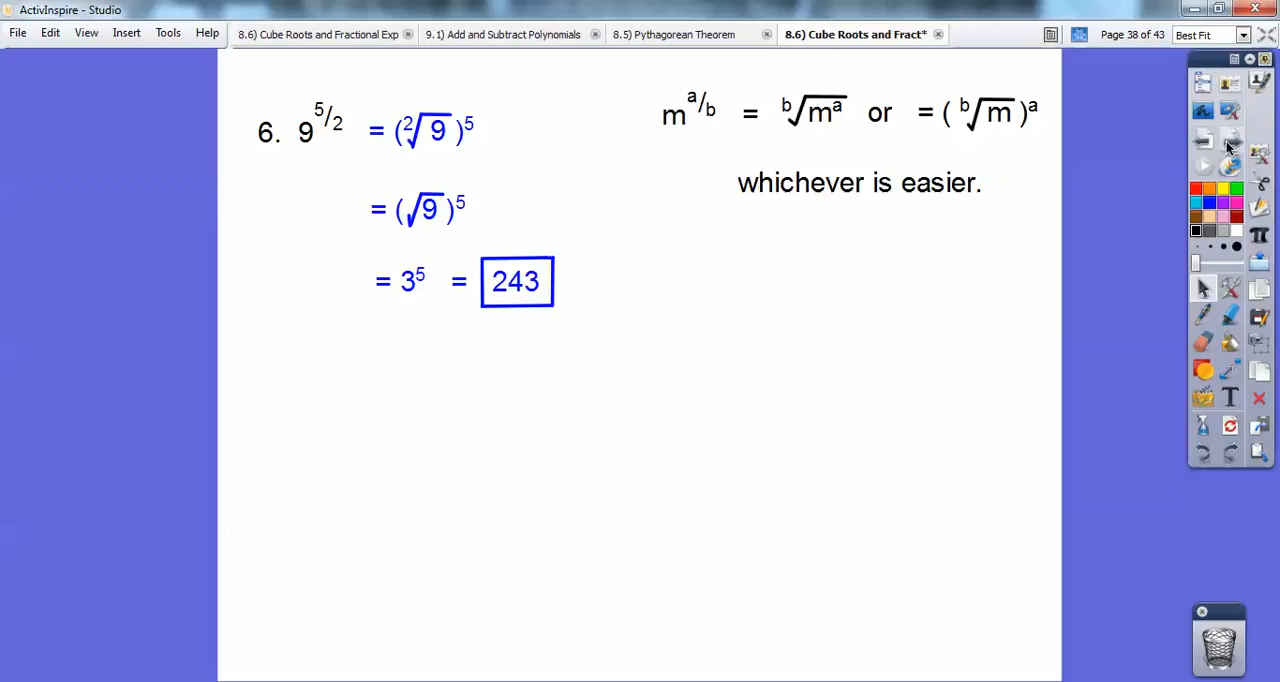 ActivInspire - Studio
File Edit View Insert Tools Help
8.6) Cube Roots and Fractional Exp
9.1) Add and Subtract Polynomials
8.5) Pythagorean Theorem
8.6) Cube Roots and Fract*
Page 38 of 43
Best Fit
6. 9^(5/2) = (²√9)⁵
= (√9)⁵
= 3⁵ = 243
m^(a/b) = ᵇ√(mᵃ) or = (ᵇ√m)ᵃ
whichever is easier.